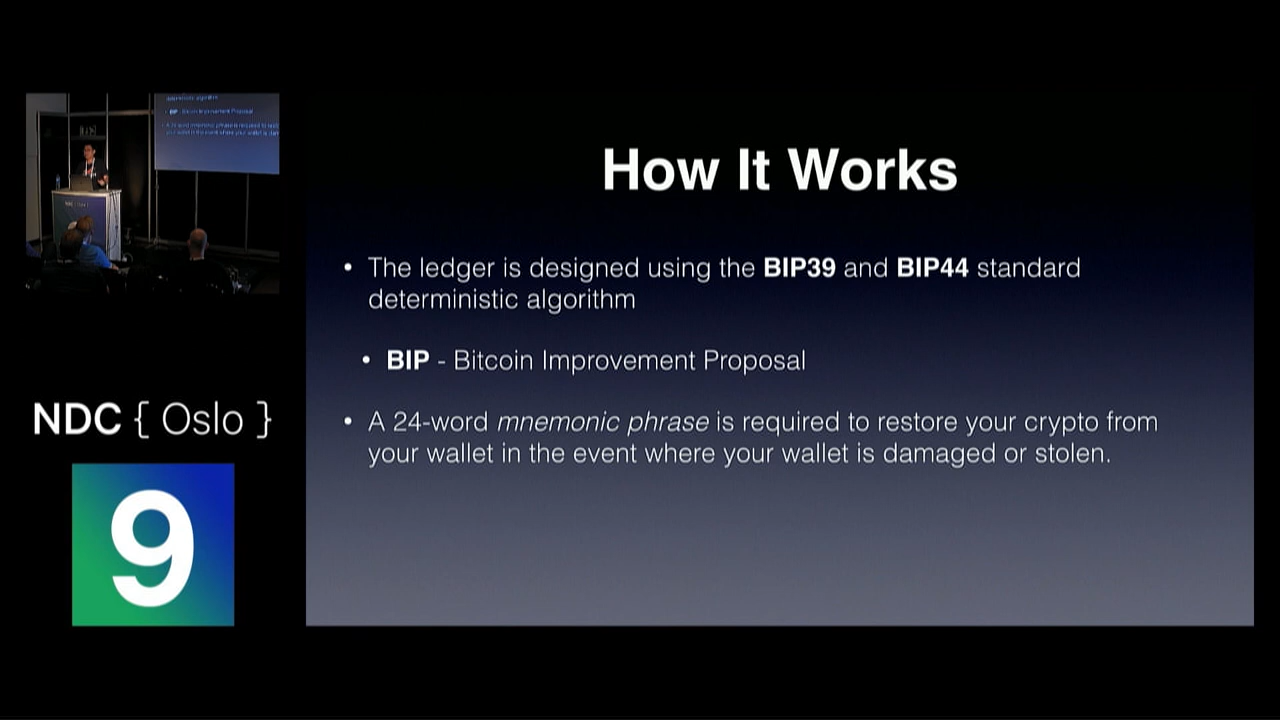 How It Works
• The ledger is designed using the BIP39 and BIP44 standard
deterministic algorithm
• BIP - Bitcoin Improvement Proposal
• A 24-word mnemonic phrase is required to restore your crypto from
your wallet in the event where your wallet is damaged or stolen.
NDC { Oslo }
9